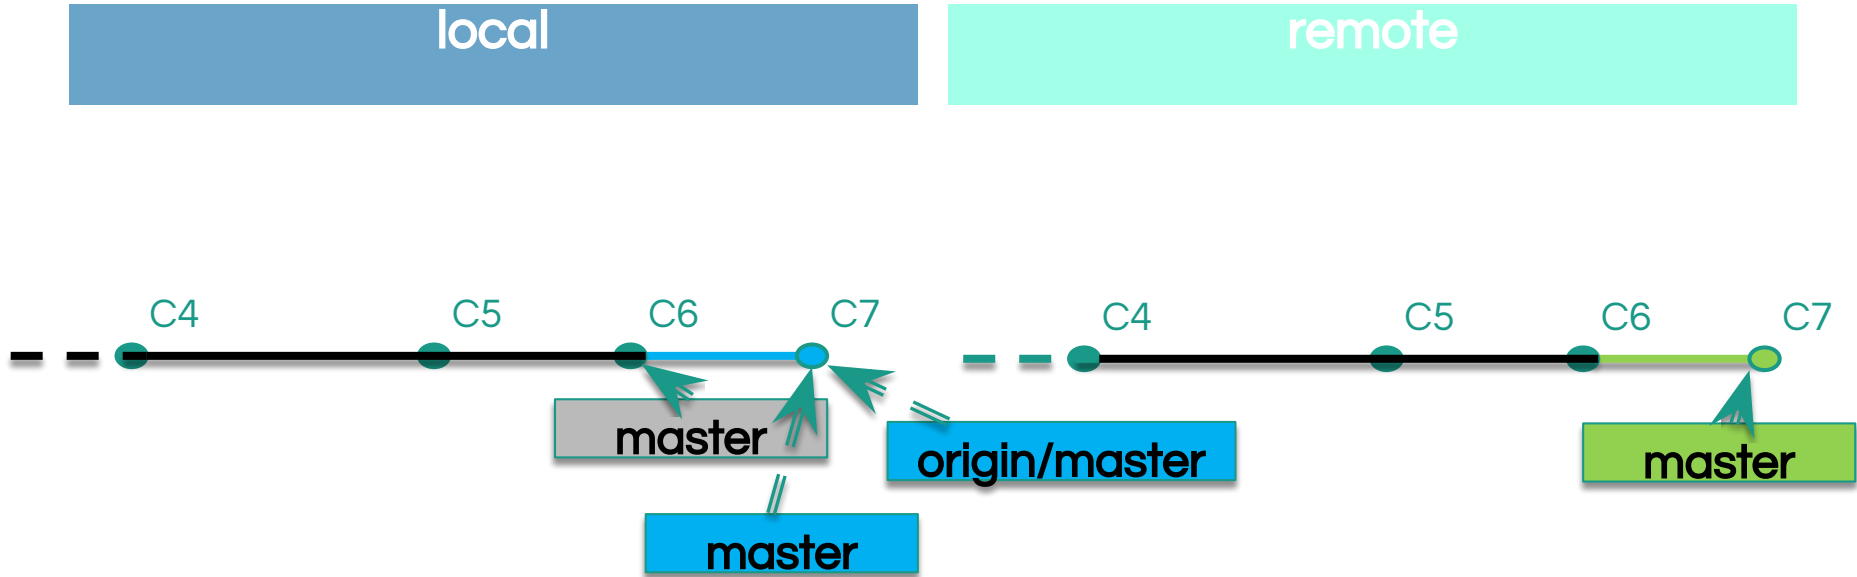 local
remote
C4
C5
C6
C7
C4
C5
C6
C7
master
origin/master
master
master